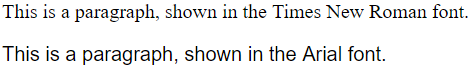 This is a paragraph, shown in the Times New Roman font.
This is a paragraph, shown in the Arial font.